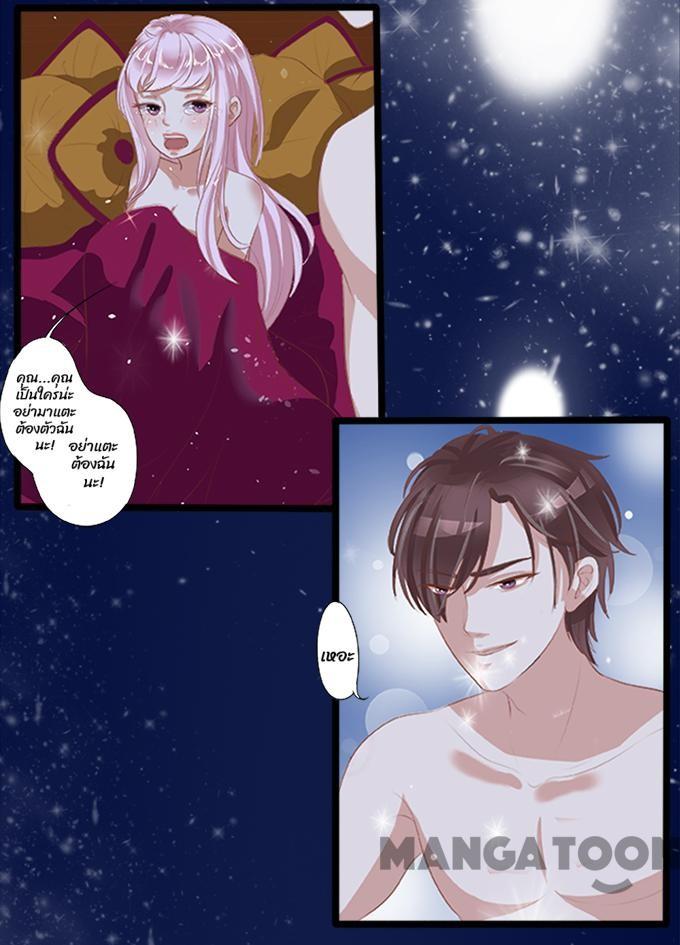 คุณ...คุณ
เป็นใครน่ะ
อย่ามาแตะ
ต้องตัวฉัน
นะ! อย่าแตะ
ต้องฉัน
นะ!
เหอะ
MANGATOON